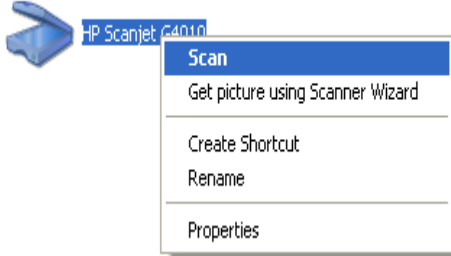 HP Scanjet G4010
Scan
Get picture using Scanner Wizard
Create Shortcut
Rename
Properties